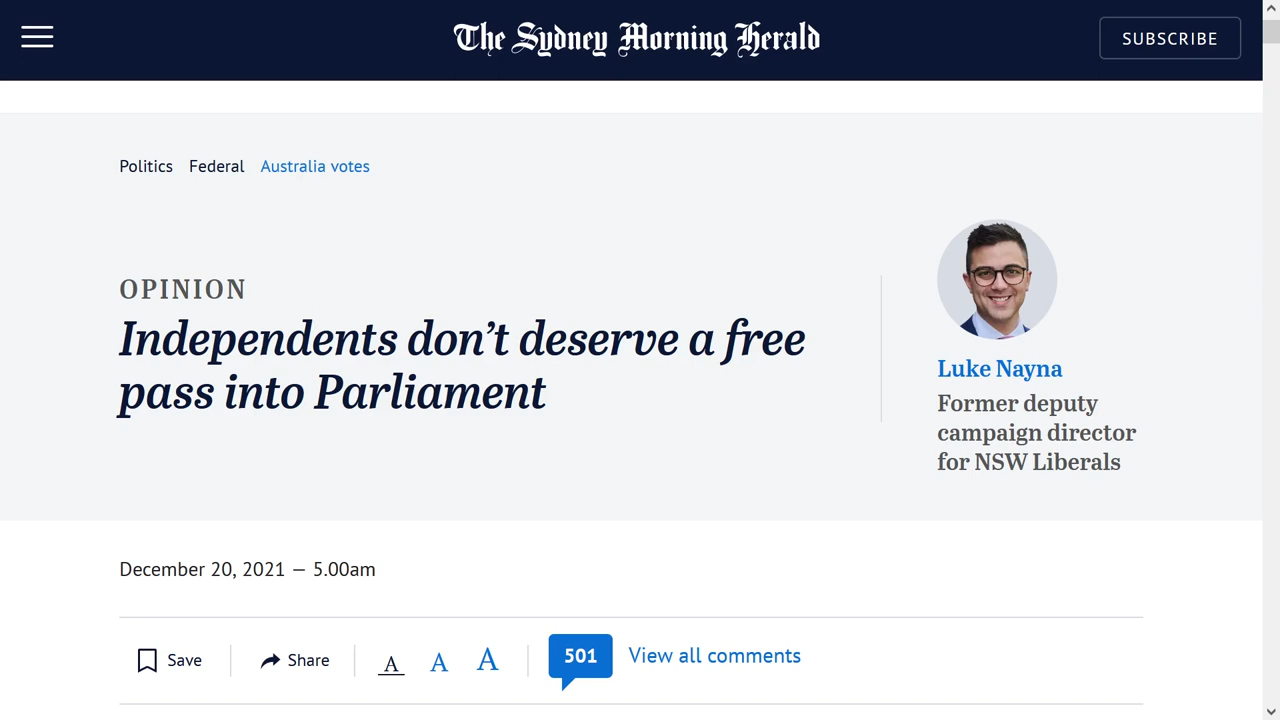 The Sydney Morning Herald
SUBSCRIBE
Politics Federal Australia votes
OPINION
Independents don’t deserve a free
pass into Parliament
Luke Nayna
Former deputy
campaign director
for NSW Liberals
December 20, 2021 — 5.00am
Save Share A A A 501 View all comments